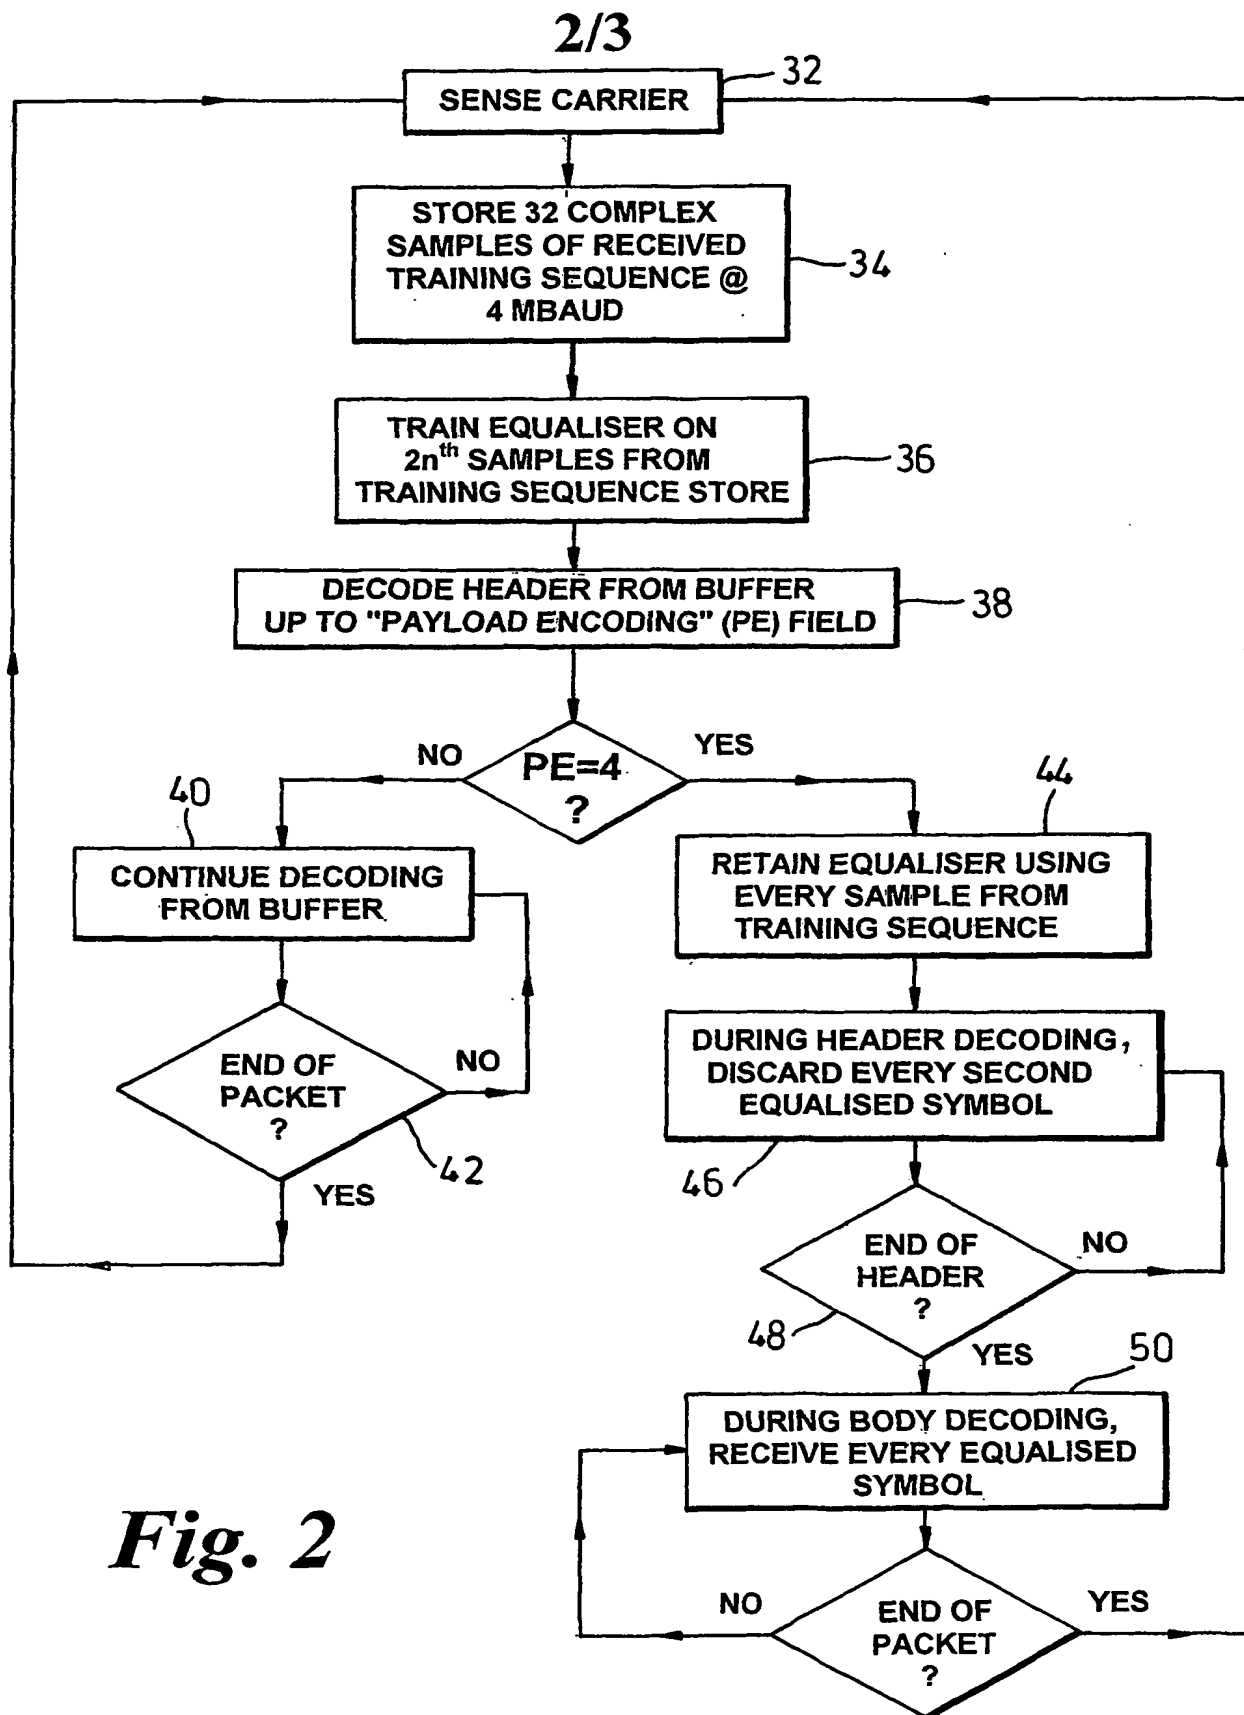 2/3
SENSE CARRIER
32
STORE 32 COMPLEX
SAMPLES OF RECEIVED
TRAINING SEQUENCE @
4 MBAUD
34
TRAIN EQUALISER ON
2nth SAMPLES FROM
TRAINING SEQUENCE STORE
36
DECODE HEADER FROM BUFFER
UP TO "PAYLOAD ENCODING" (PE) FIELD
38
NO
PE=4
?
YES
40
CONTINUE DECODING
FROM BUFFER
44
RETAIN EQUALISER USING
EVERY SAMPLE FROM
TRAINING SEQUENCE
END OF
PACKET
?
NO
42
YES
DURING HEADER DECODING,
DISCARD EVERY SECOND
EQUALISED SYMBOL
46
END OF
HEADER
?
NO
48
YES
50
DURING BODY DECODING,
RECEIVE EVERY EQUALISED
SYMBOL
NO
END OF
PACKET
?
YES
Fig. 2